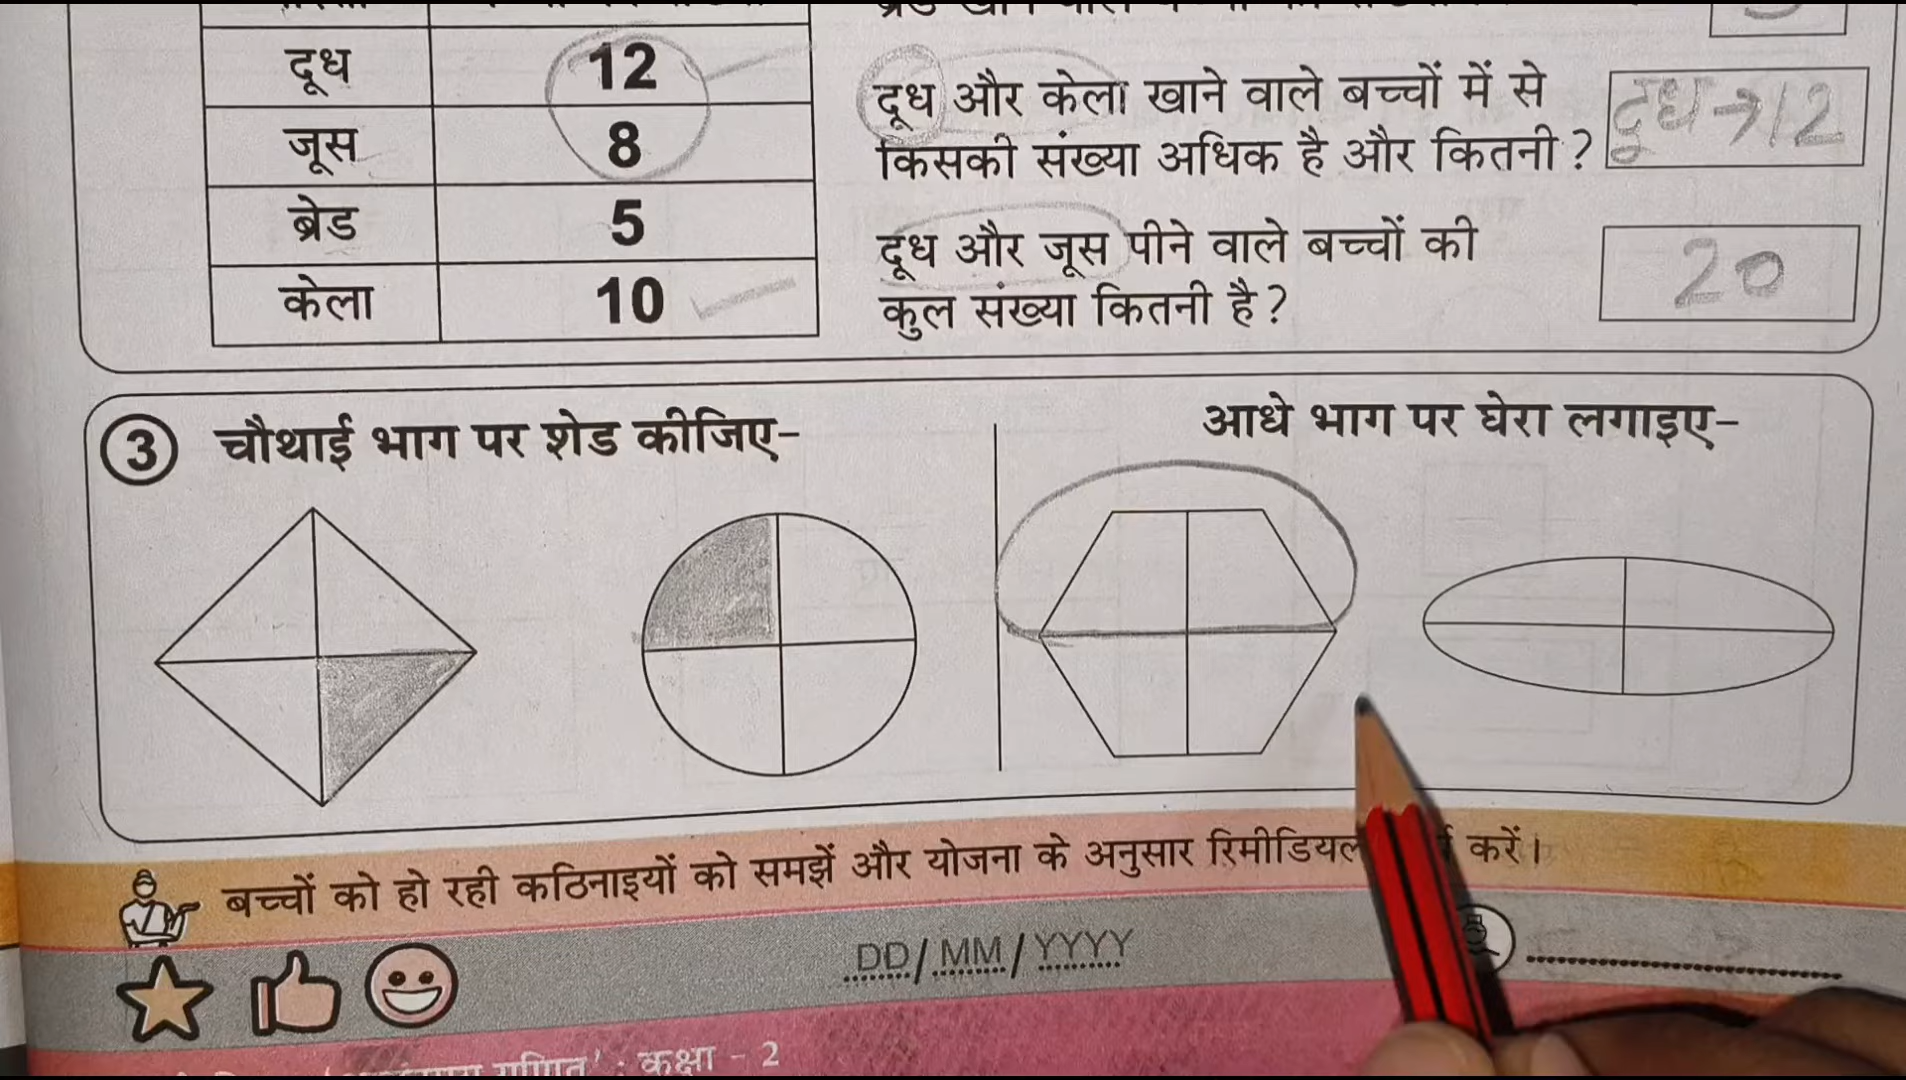 दूध 12
जूस 8
ब्रेड 5
केला 10
दूध और केला खाने वाले बच्चों में से
किसकी संख्या अधिक है और कितनी ?
दूध→12
दूध और जूस पीने वाले बच्चों की
कुल संख्या कितनी है ?
20
3 चौथाई भाग पर शेड कीजिए-
आधे भाग पर घेरा लगाइए-
बच्चों को हो रही कठिनाइयों को समझें और योजना के अनुसार रिमीडियल करें।
DD/MM/YYYY
: कक्षा - 2